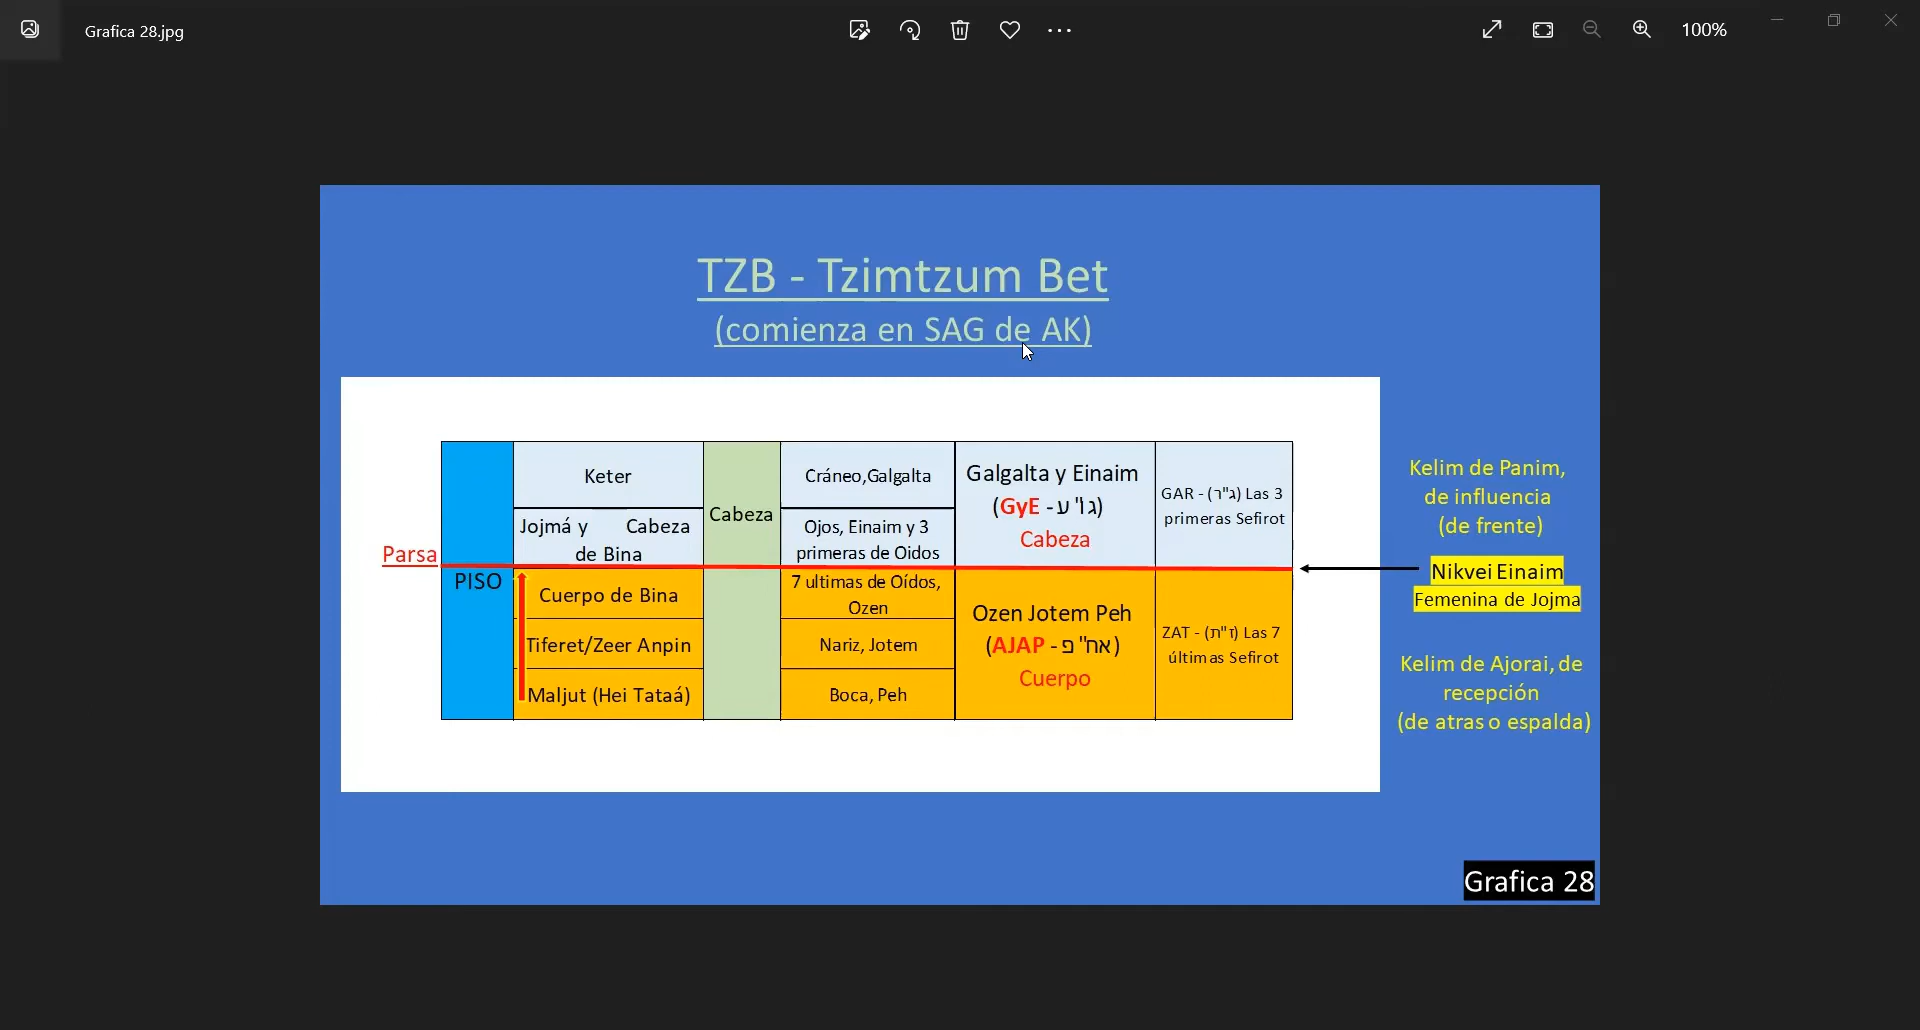 Grafica 28.jpg
100%
TZB - Tzimtzum Bet
(comienza en SAG de AK)
Keter
Jojmá y Cabeza
de Bina
Cabeza
Cráneo,Galgalta
Ojos, Einaim y 3
primeras de Oidos
Galgalta y Einaim
(GyE - ג וּ' ע)
Cabeza
GAR - (ג"ר) Las 3
primeras Sefirot
Kelim de Panim,
de influencia
(de frente)
Parsa
PISO
Nikvei Einaim
Femenina de Jojma
Cuerpo de Bina
7 ultimas de Oídos,
Ozen
Tiferet/Zeer Anpin
Nariz, Jotem
Maljut (Hei Tataá)
Boca, Peh
Ozen Jotem Peh
(AJAP - אח" פ)
Cuerpo
ZAT - (ז"ת) Las 7
últimas Sefirot
Kelim de Ajorai, de
recepción
(de atras o espalda)
Grafica 28